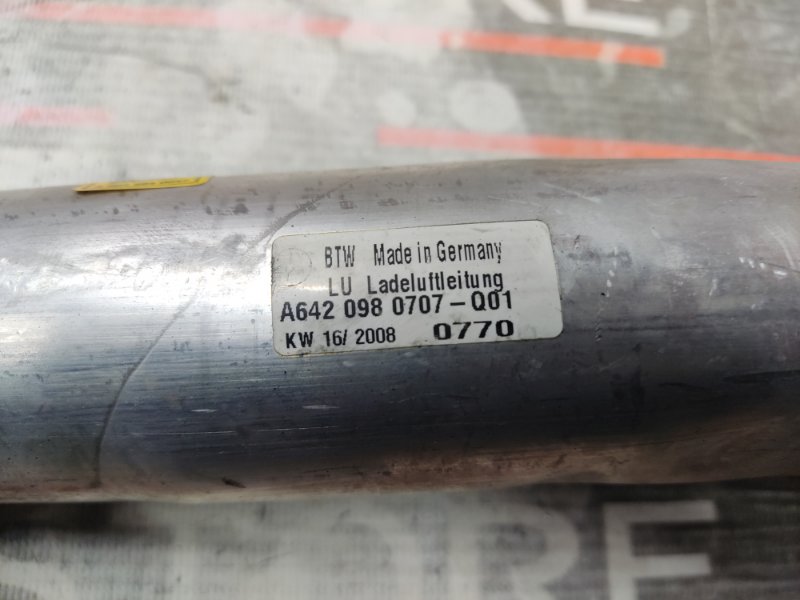 BTW Made in Germany
LU Ladeluftleitung
A642 098 0707-Q01
KW 16/ 2008 0770